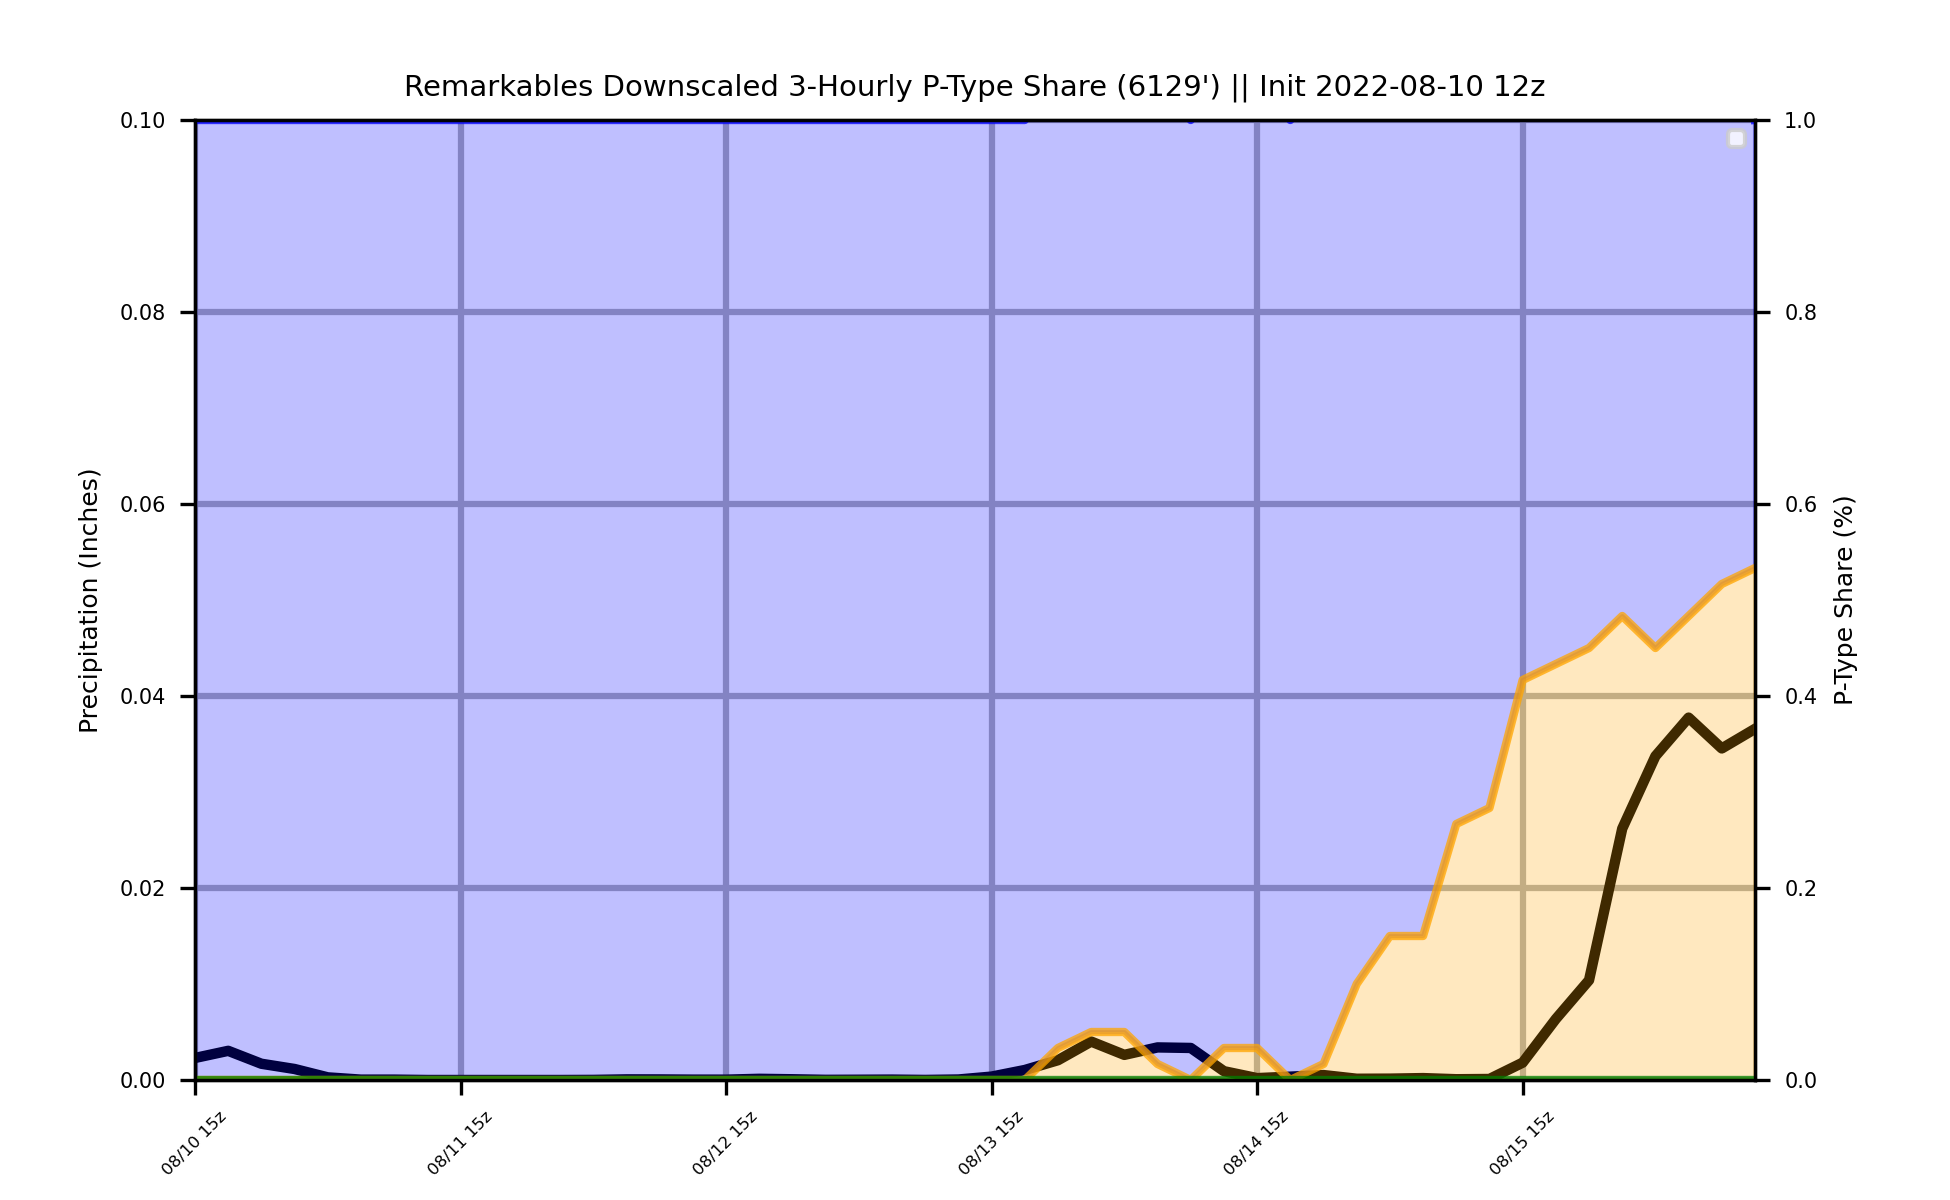 Remarkables Downscaled 3-Hourly P-Type Share (6129') || Init 2022-08-10 12z
0.10
0.08
0.06
0.04
0.02
0.00
Precipitation (Inches)
1.0
0.8
0.6
0.4
0.2
0.0
P-Type Share (%)
08/10 15z
08/11 15z
08/12 15z
08/13 15z
08/14 15z
08/15 15z